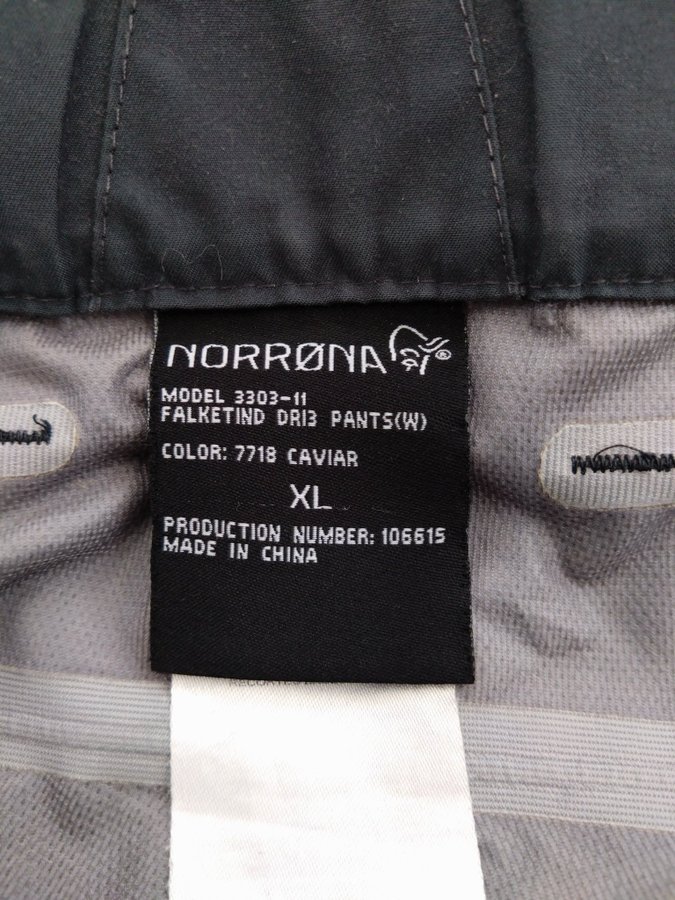 NORRØNA®
MODEL 3303-11
FALKETIND DRI3 PANTS(W)
COLOR: 7718 CAVIAR
XL
PRODUCTION NUMBER: 106615
MADE IN CHINA